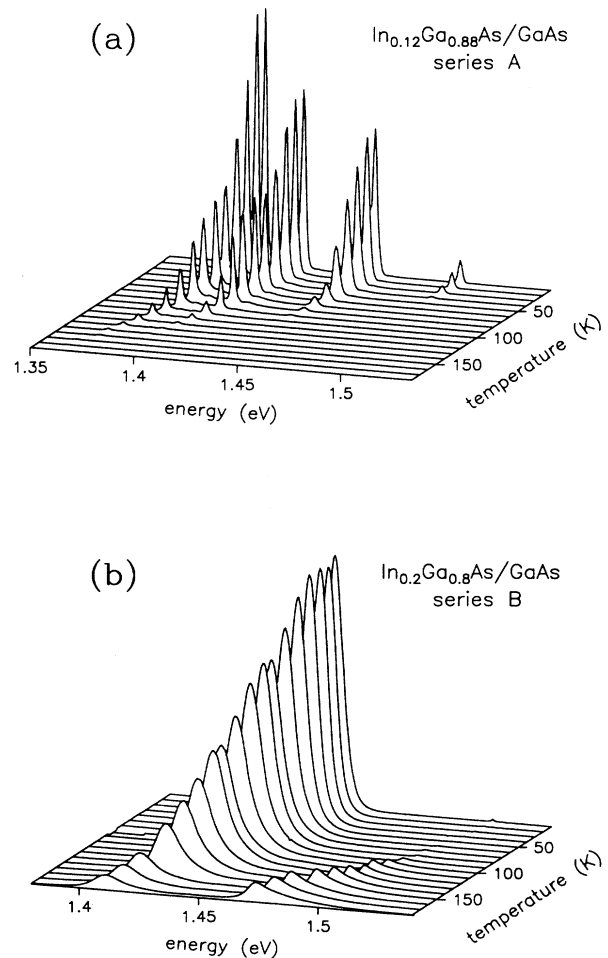 (a)
In0.12Ga0.88As/GaAs
series A
50
100
150
temperature (K)
1.35
1.4
1.45
1.5
energy (eV)
(b)
In0.2Ga0.8As/GaAs
series B
50
100
150
temperature (K)
1.4
1.45
1.5
energy (eV)